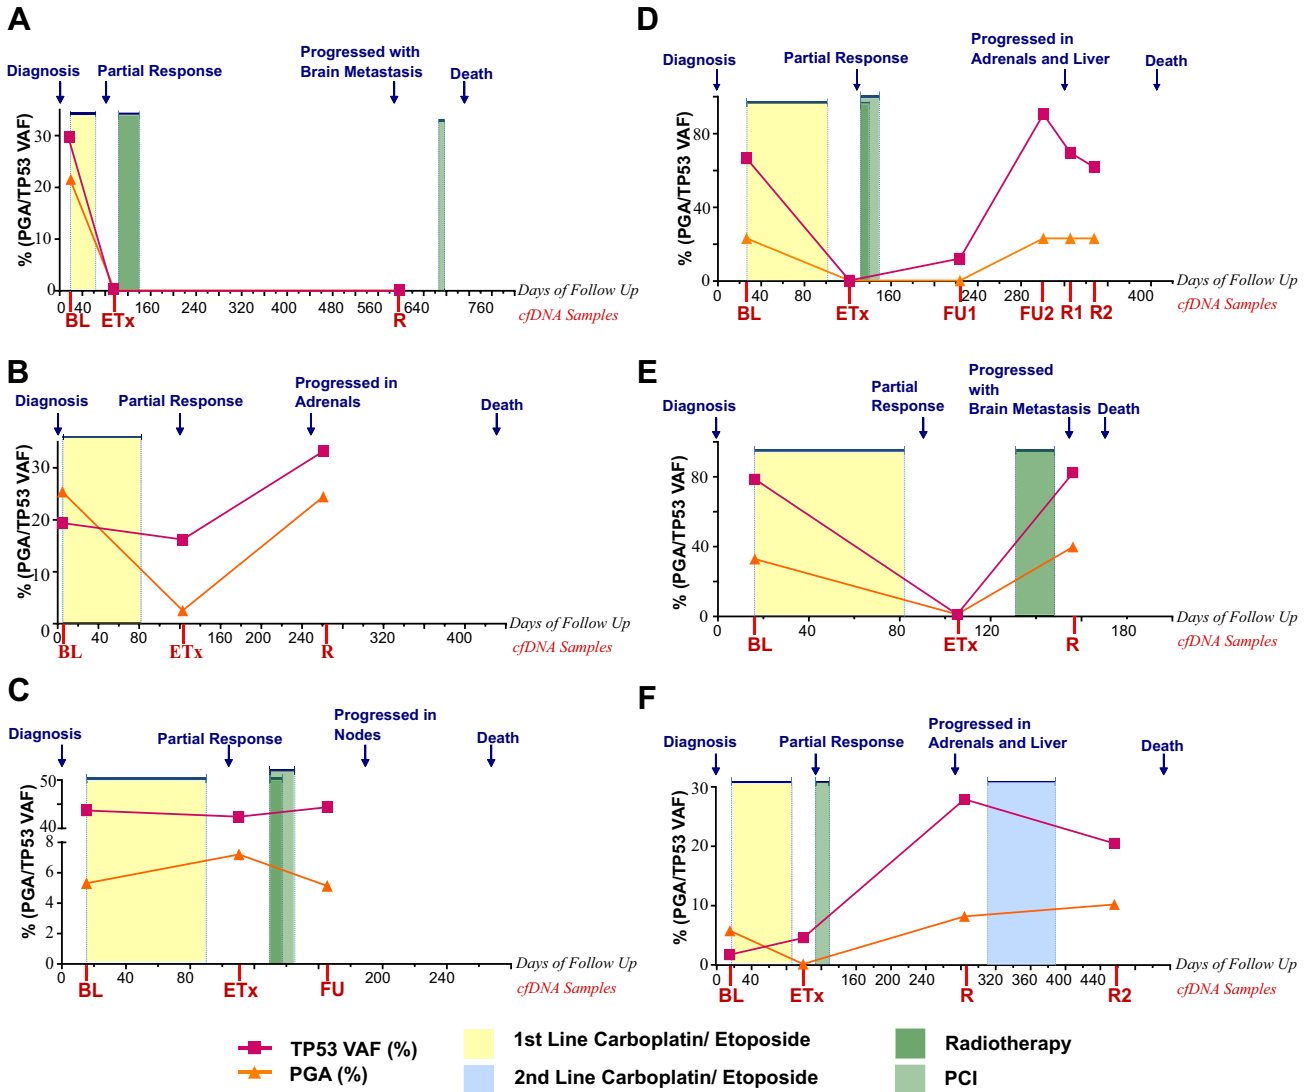 A
Diagnosis
Partial Response
Progressed with
Brain Metastasis
Death
% (PGA/TP53 VAF)
30
20
10
0
0 40 80 160 240 320 400 480 560 640 760
Days of Follow Up
BL ETx R
cfDNA Samples
B
Diagnosis
Partial Response
Progressed in
Adrenals
Death
% (PGA/TP53 VAF)
30
20
10
0
0 40 80 160 200 240 320 400
Days of Follow Up
BL ETx R
cfDNA Samples
C
Diagnosis
Partial Response
Progressed in
Nodes
Death
% (PGA/TP53 VAF)
50
40
8
6
4
2
0
0 40 80 200 240
Days of Follow Up
BL ETx FU
cfDNA Samples
D
Diagnosis
Partial Response
Progressed in
Adrenals and Liver
Death
% (PGA/TP53 VAF)
80
40
0
0 40 80 160 240 280 400
Days of Follow Up
BL ETx FU1 FU2 R1 R2
cfDNA Samples
E
Diagnosis
Partial
Response
Progressed
with
Brain Metastasis
Death
% (PGA/TP53 VAF)
80
40
0
0 40 80 120 180
Days of Follow Up
BL ETx R
cfDNA Samples
F
Diagnosis
Partial Response
Progressed in
Adrenals and Liver
Death
% (PGA/TP53 VAF)
30
20
10
0
0 40 160 200 240 280 320 360 440
Days of Follow Up
BL ETx R R2
cfDNA Samples
TP53 VAF (%)
PGA (%)
1st Line Carboplatin/ Etoposide
2nd Line Carboplatin/ Etoposide
Radiotherapy
PCI